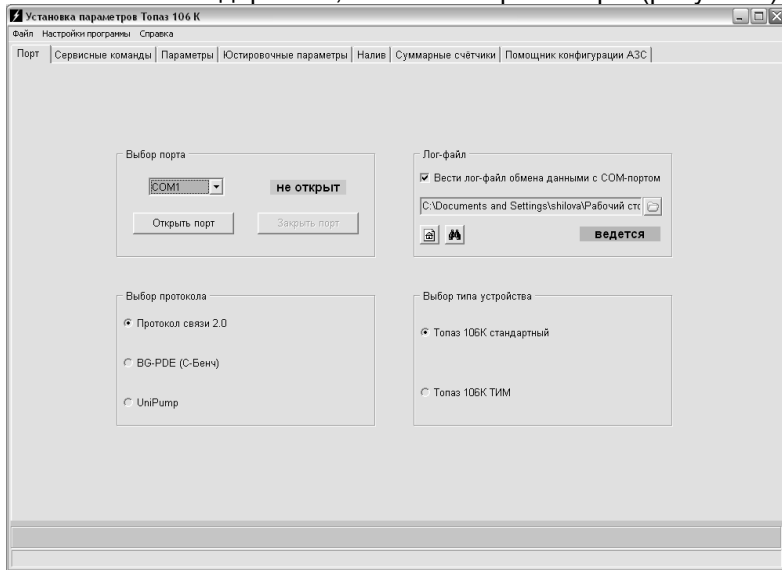 Установка параметров Топаз 106 К
Файл Настройки программы Справка
Порт Сервисные команды Параметры Юстировочные параметры Налив Суммарные счётчики Помощник конфигурации АЗС
Выбор порта
COM1
не открыт
Открыть порт
Закрыть порт
Лог-файл
Вести лог-файл обмена данными с COM-портом
C:\Documents and Settings\shilova\Рабочий стс
ведется
Выбор протокола
Протокол связи 2.0
BG-PDE (С-Бенч)
UniPump
Выбор типа устройства
Топаз 106К стандартный
Топаз 106К ТИМ